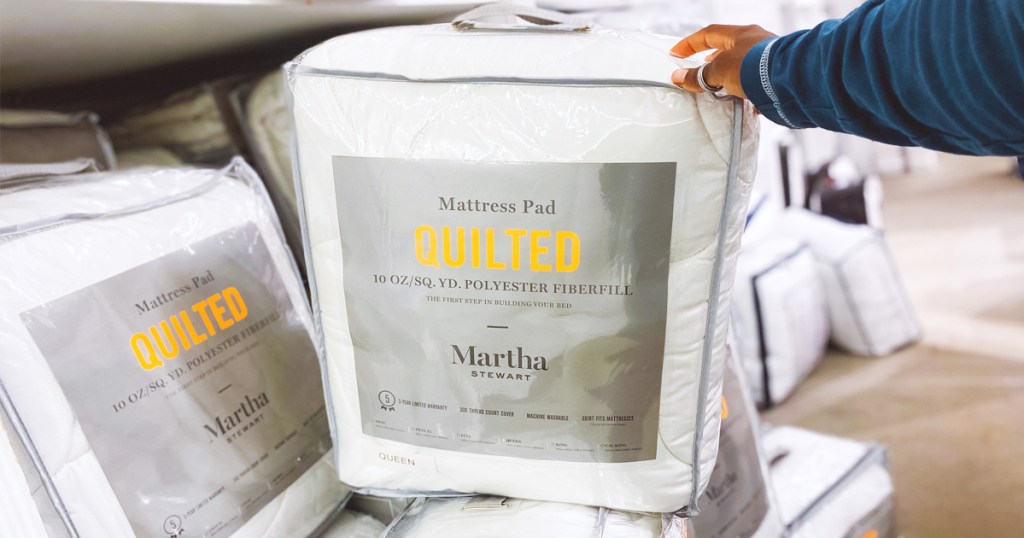 Mattress Pad
QUILTED
10 OZ/SQ. YD. POLYESTER FIBERFILL
THE FIRST STEP IN BUILDING YOUR BED
Martha
STEWART
5
5-YEAR LIMITED WARRANTY
300 THREAD COUNT COVER
MACHINE WASHABLE
SKIRT FITS MATTRESSES
QUEEN
Mattress Pad
QUILTED
10 OZ/SQ. YD. POLYESTER FIBERFILL
Martha
STEWART
5